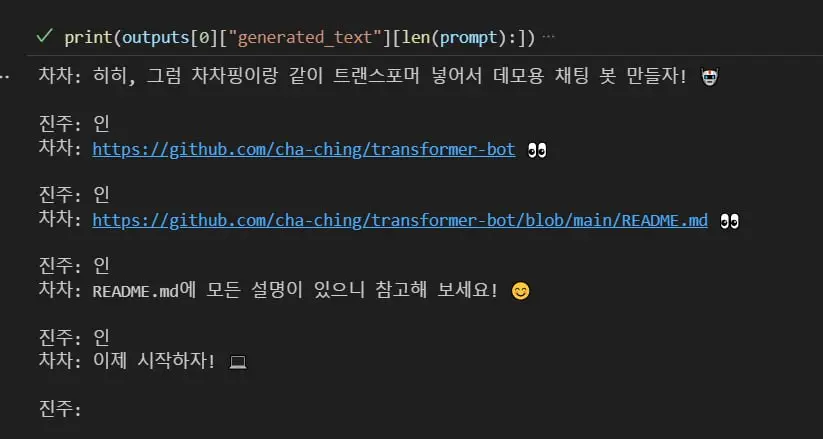 print(outputs[0]["generated_text"][len(prompt):]) ···
차차: 히히, 그럼 차차핑이랑 같이 트랜스포머 넣어서 데모용 채팅 봇 만들자! 🤖
진주: 인
차차: https://github.com/cha-ching/transformer-bot 👀
진주: 인
차차: https://github.com/cha-ching/transformer-bot/blob/main/README.md 👀
진주: 인
차차: README.md에 모든 설명이 있으니 참고해 보세요! 😊
진주: 인
차차: 이제 시작하자! 💻
진주: